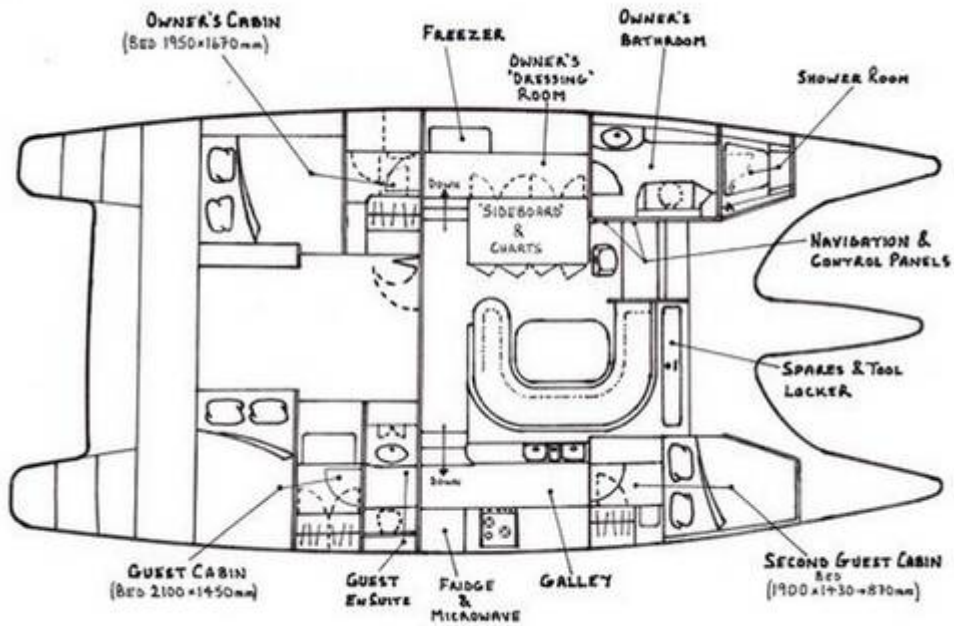 OWNER'S CABIN
(BED 1950×1670mm)
FREEZER
OWNER'S
'DRESSING'
ROOM
OWNER'S
BATHROOM
SHOWER ROOM
DOWN
"SIDEBOARD"
&
CHARTS
NAVIGATION &
CONTROL PANELS
SPARES & TOOL
LOCKER
DOWN
GUEST CABIN
(BED 2100×1450mm)
GUEST
ENSUITE
FRIDGE
&
MICROWAVE
GALLEY
SECOND GUEST CABIN
BED
(1900×1430→870mm)